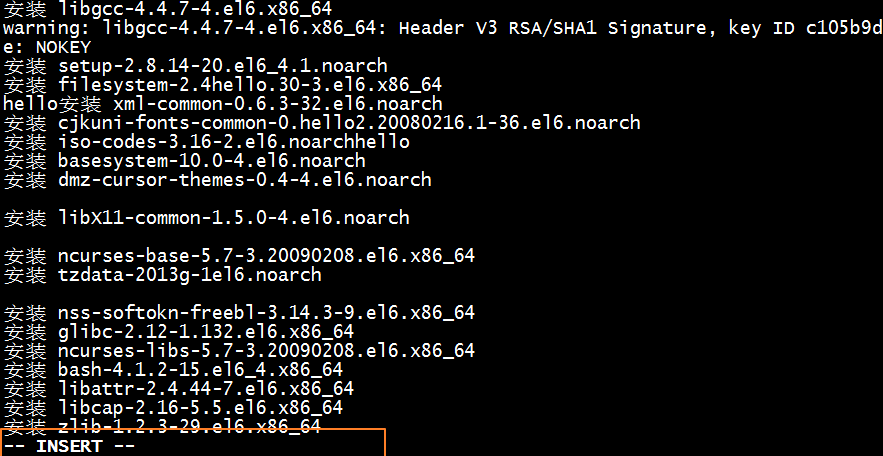 安装 libgcc-4.4.7-4.el6.x86_64
warning: libgcc-4.4.7-4.el6.x86_64: Header V3 RSA/SHA1 Signature, key ID c105b9d
e: NOKEY
安装 setup-2.8.14-20.el6_4.1.noarch
安装 filesystem-2.4hello.30-3.el6.x86_64
hello安装 xml-common-0.6.3-32.el6.noarch
安装 cjkuni-fonts-common-0.hello2.20080216.1-36.el6.noarch
安装 iso-codes-3.16-2.el6.noarchhello
安装 basesystem-10.0-4.el6.noarch
安装 dmz-cursor-themes-0.4-4.el6.noarch
安装 libX11-common-1.5.0-4.el6.noarch
安装 ncurses-base-5.7-3.20090208.el6.x86_64
安装 tzdata-2013g-1el6.noarch
安装 nss-softokn-freebl-3.14.3-9.el6.x86_64
安装 glibc-2.12-1.132.el6.x86_64
安装 ncurses-libs-5.7-3.20090208.el6.x86_64
安装 bash-4.1.2-15.el6_4.x86_64
安装 libattr-2.4.44-7.el6.x86_64
安装 libcap-2.16-5.5.el6.x86_64
安装 zlib-1.2.3-29.el6.x86_64
-- INSERT --